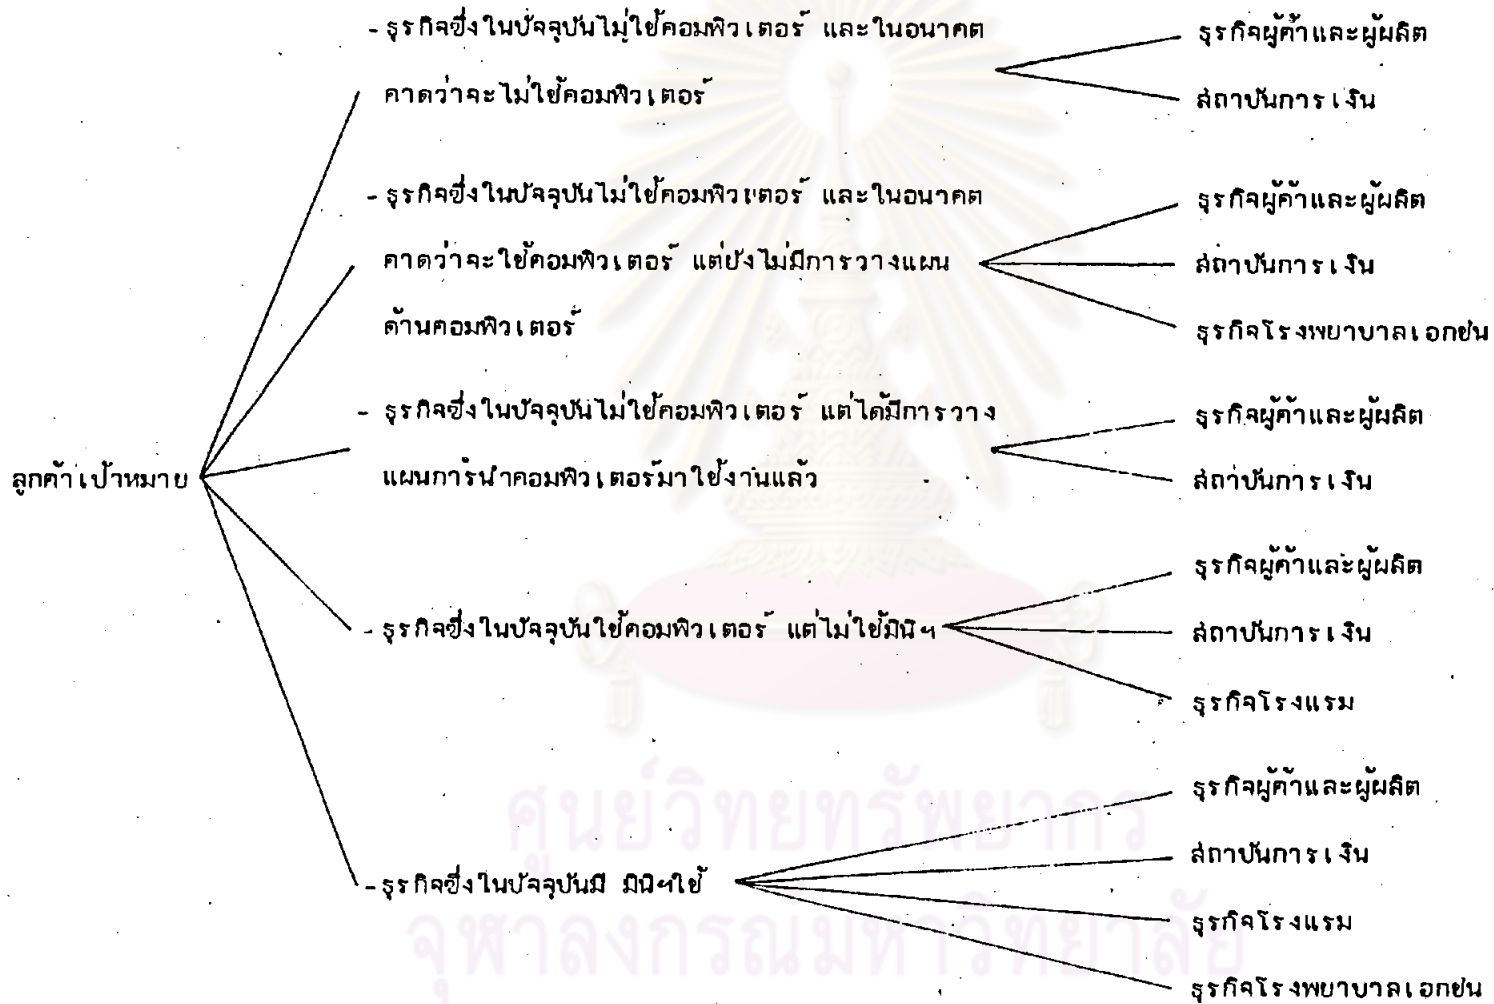 - ธุรกิจซึ่งในปัจจุบันไม่ใช้คอมพิวเตอร์ และในอนาคต
คาดว่าจะไม่ใช้คอมพิวเตอร์
ธุรกิจผู้ค้าและผู้ผลิต
สถาบันการเงิน
- ธุรกิจซึ่งในปัจจุบันไม่ใช้คอมพิวเตอร์ และในอนาคต
คาดว่าจะใช้คอมพิวเตอร์ แต่ยังไม่มีการวางแผน
ด้านคอมพิวเตอร์
ธุรกิจผู้ค้าและผู้ผลิต
สถาบันการเงิน
ธุรกิจโรงพยาบาลเอกชน
- ธุรกิจซึ่งในปัจจุบันไม่ใช้คอมพิวเตอร์ แต่ได้มีการวาง
แผนการนำคอมพิวเตอร์มาใช้งานแล้ว
ธุรกิจผู้ค้าและผู้ผลิต
สถาบันการเงิน
ลูกค้าเป้าหมาย
- ธุรกิจซึ่งในปัจจุบันใช้คอมพิวเตอร์ แต่ไม่ใช้มินิฯ
ธุรกิจผู้ค้าและผู้ผลิต
สถาบันการเงิน
ธุรกิจโรงแรม
- ธุรกิจซึ่งในปัจจุบันมี มินิฯใช้
ธุรกิจผู้ค้าและผู้ผลิต
สถาบันการเงิน
ธุรกิจโรงแรม
ธุรกิจโรงพยาบาลเอกชน
ศูนย์วิทยทรัพยากร
จุฬาลงกรณ์มหาวิทยาลัย